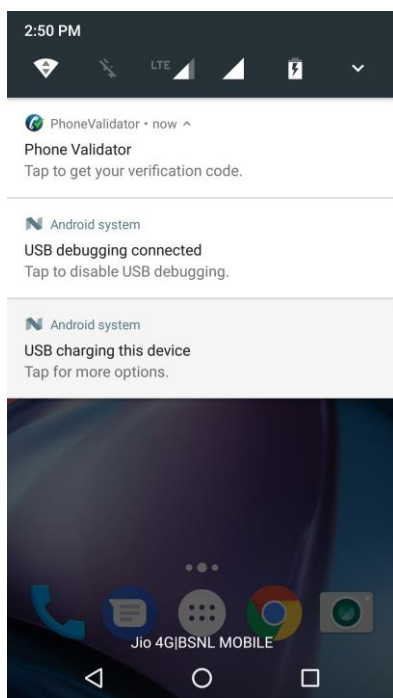 2:50 PM
LTE
PhoneValidator • now
Phone Validator
Tap to get your verification code.
Android system
USB debugging connected
Tap to disable USB debugging.
Android system
USB charging this device
Tap for more options.
Jio 4G|BSNL MOBILE